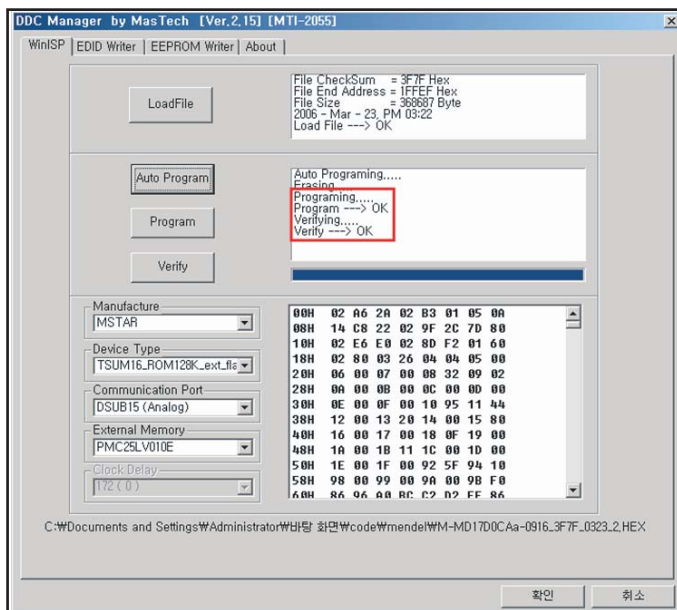 DDC Manager by MasTech [Ver,2,15] [MTI-2055]
WinISP EDID Writer EEPROM Writer About
LoadFile
File CheckSum = 3F7F Hex
File End Address = 1FFEF Hex
File Size = 368687 Byte
2006 - Mar - 23, PM 03:22
Load File ---> OK
Auto Program
Program
Verify
Auto Programing.....
Erasing.....
Programing.....
Program ---> OK
Verifying.....
Verify ---> OK
Manufacture
MSTAR
Device Type
TSUM16_ROM128K_ext_fla
Communication Port
DSUB15 (Analog)
External Memory
PMC25LV010E
Clock Delay
172 ( 0 )
00H 02 A6 2A 02 B3 01 05 0A
08H 14 C8 22 02 9F 2C 7D 80
10H 02 E6 E0 02 8D F2 01 60
18H 02 80 03 26 04 04 05 00
20H 06 00 07 00 08 32 09 02
28H 0A 00 0B 00 0C 00 0D 00
30H 0E 00 0F 00 10 95 11 44
38H 12 00 13 20 14 00 15 80
40H 16 00 17 00 18 0F 19 00
48H 1A 00 1B 11 1C 00 1D 00
50H 1E 00 1F 00 92 5F 94 10
58H 98 00 99 00 9A 00 9B F0
60H 86 96 A0 BC C2 D2 EE 86
C:₩Documents and Settings₩Administrator₩바탕 화면₩code₩mendel₩M-MD17D0CAa-0916_3F7F_0323_2,HEX
확인 취소